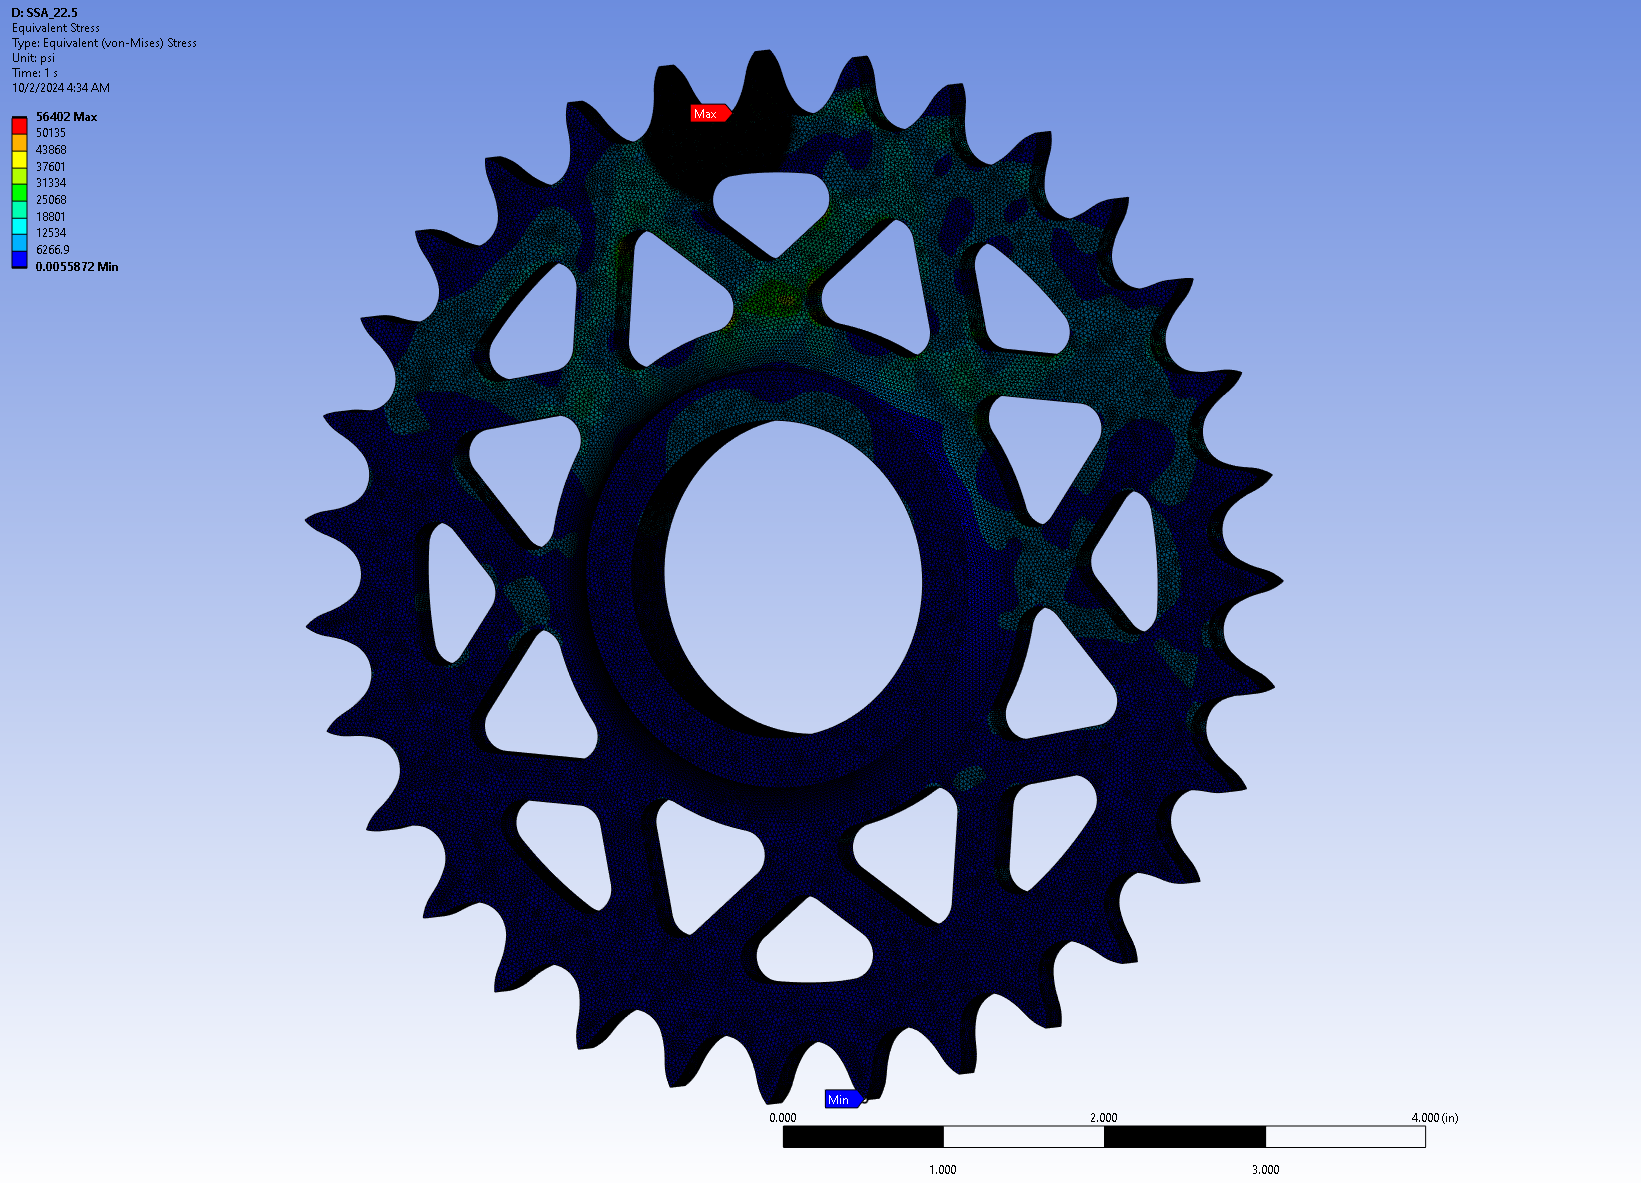 D: SSA_22.5
Equivalent Stress
Type: Equivalent (von-Mises) Stress
Unit: psi
Time: 1 s
10/2/2024 4:34 AM
56402 Max
50135
43868
37601
31334
25068
18801
12534
6266.9
0.0055872 Min
Max
Min
0.000 2.000 4.000 (in)
1.000 3.000